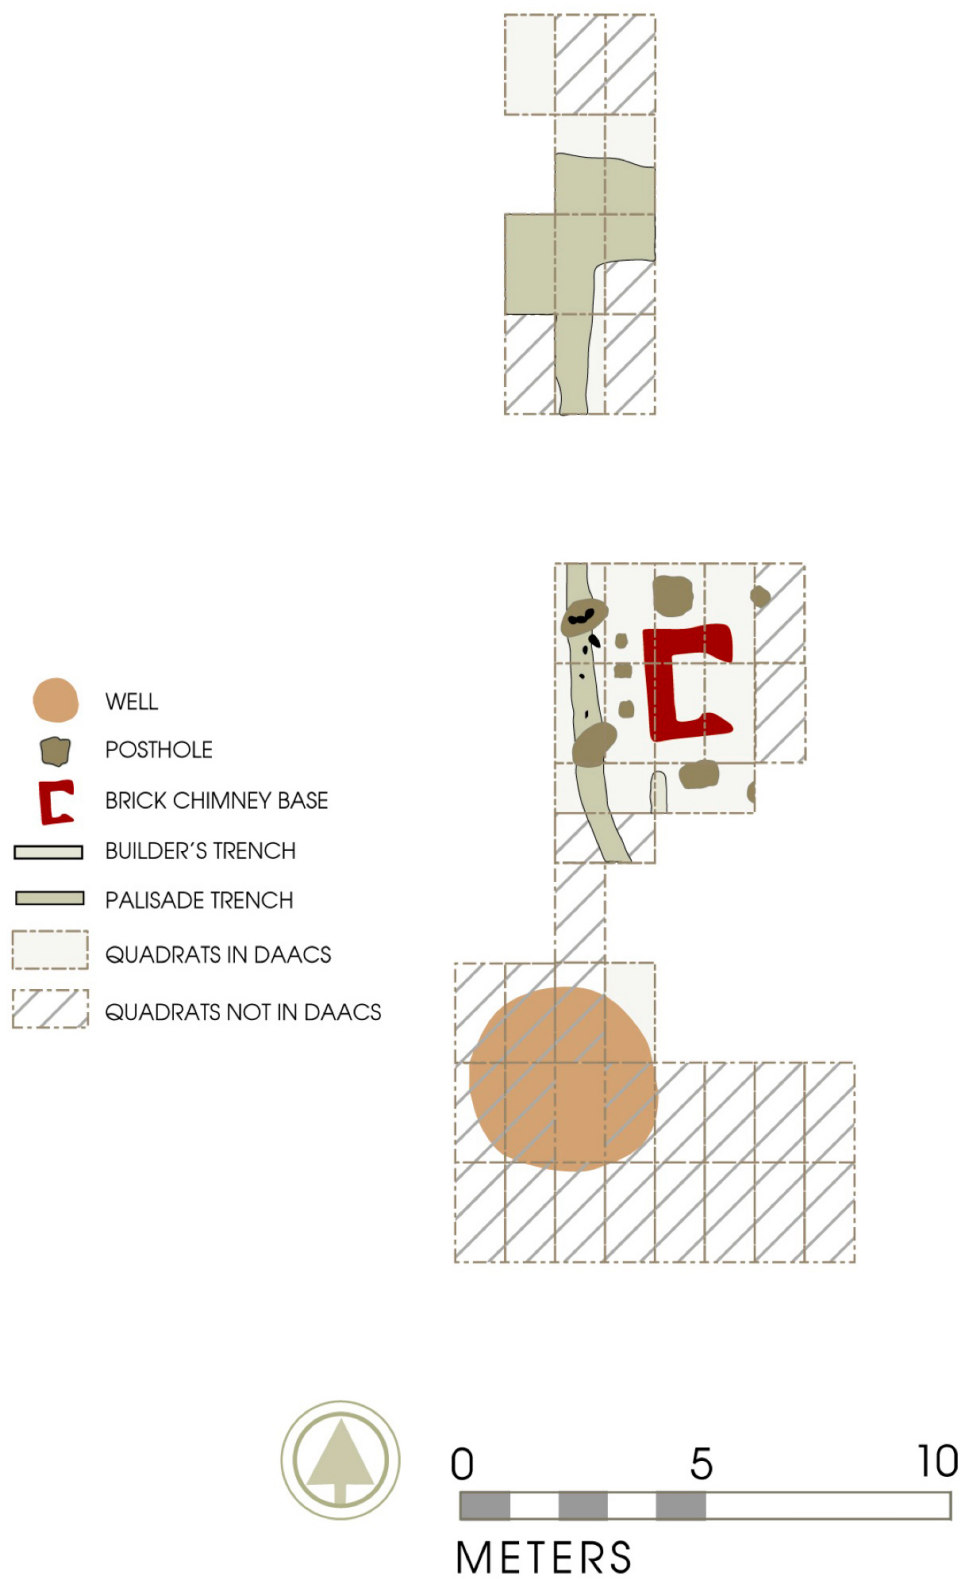 WELL
POSTHOLE
BRICK CHIMNEY BASE
BUILDER'S TRENCH
PALISADE TRENCH
QUADRATS IN DAACS
QUADRATS NOT IN DAACS
0 5 10
METERS